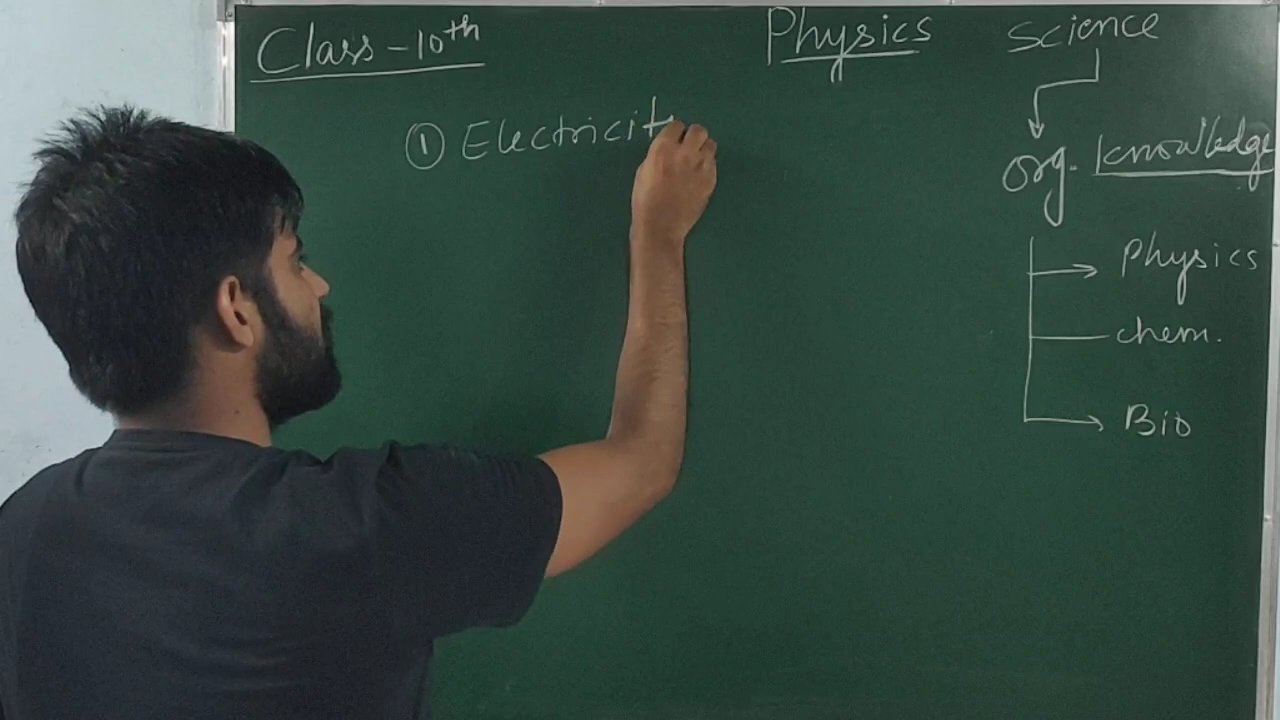 Class - 10th
Physics
Science
① Electricit
org. knowledge
Physics
chem.
Bio